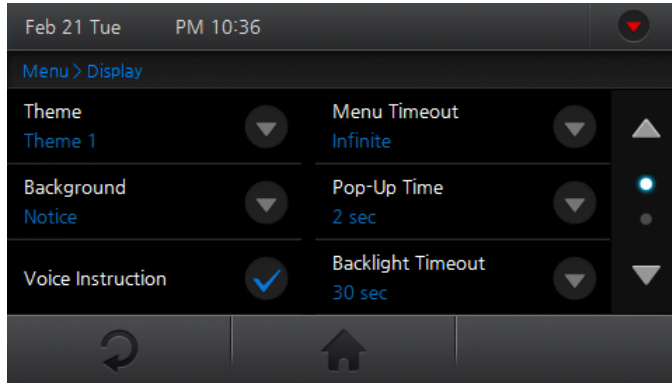 Feb 21 Tue PM 10:36
Menu > Display
Theme
Theme 1
Menu Timeout
Infinite
Background
Notice
Pop-Up Time
2 sec
Voice Instruction
Backlight Timeout
30 sec